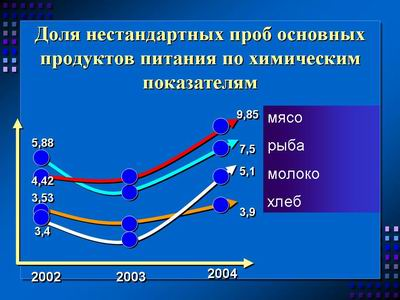 Доля нестандартных проб основных
продуктов питания по химическим
показателям
9,85
мясо
5,88
7,5
рыба
4,42
5,1
молоко
3,53
3,9
хлеб
3,4
2002
2003
2004